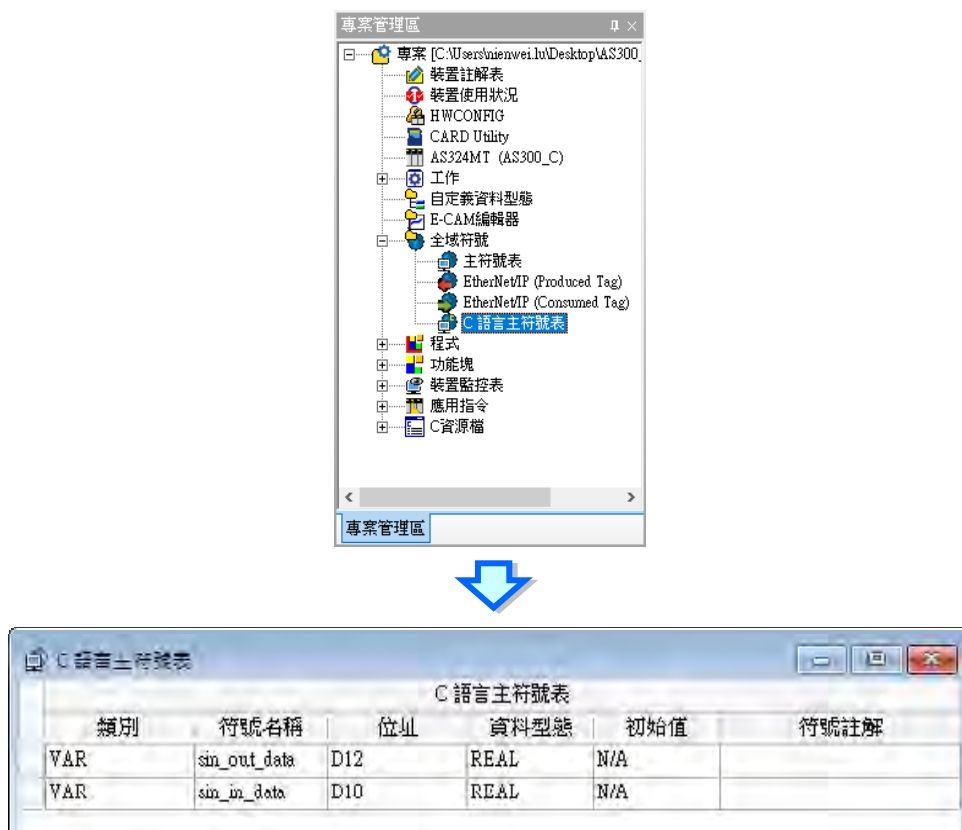 專案管理區
專案 [C:\Users\nienwei.lu\Desktop\AS300_
裝置註解表
裝置使用狀況
HWCONFIG
CARD Utility
AS324MT (AS300_C)
工作
自定義資料型態
E-CAM編輯器
全域符號
主符號表
EtherNet/IP (Produced Tag)
EtherNet/IP (Consumed Tag)
C 語言主符號表
程式
功能塊
裝置監控表
應用指令
C資源檔
專案管理區
C 語言主符號表
C 語言主符號表
類別 符號名稱 位址 資料型態 初始值 符號註解
VAR sin_out_data D12 REAL N/A
VAR sin_in_data D10 REAL N/A